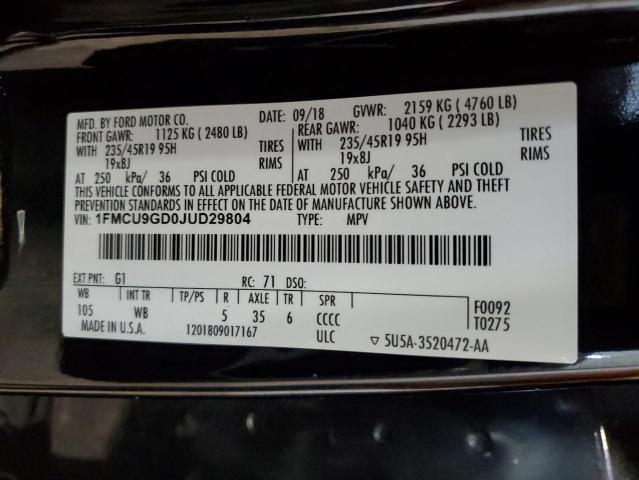 MFD. BY FORD MOTOR CO. DATE: 09/18 GVWR: 2159 KG ( 4760 LB)
FRONT GAWR: 1125 KG ( 2480 LB) REAR GAWR: 1040 KG ( 2293 LB)
WITH 235/45R19 95H TIRES WITH 235/45R19 95H TIRES
19x8J RIMS 19x8J RIMS
AT 250 kPa/ 36 PSI COLD AT 250 kPa/ 36 PSI COLD
THIS VEHICLE CONFORMS TO ALL APPLICABLE FEDERAL MOTOR VEHICLE SAFETY AND THEFT
PREVENTION STANDARDS IN EFFECT ON THE DATE OF MANUFACTURE SHOWN ABOVE.
VIN: 1FMCU9GD0JUD29804 TYPE: MPV
EXT PNT: G1 RC: 71 DSO:
WB INT TR TP/PS R AXLE TR SPR F0092
105 WB 5 35 6 CCCC T0275
MADE IN U.S.A. 1201809017167 ULC ▽ 5U5A-3520472-AA